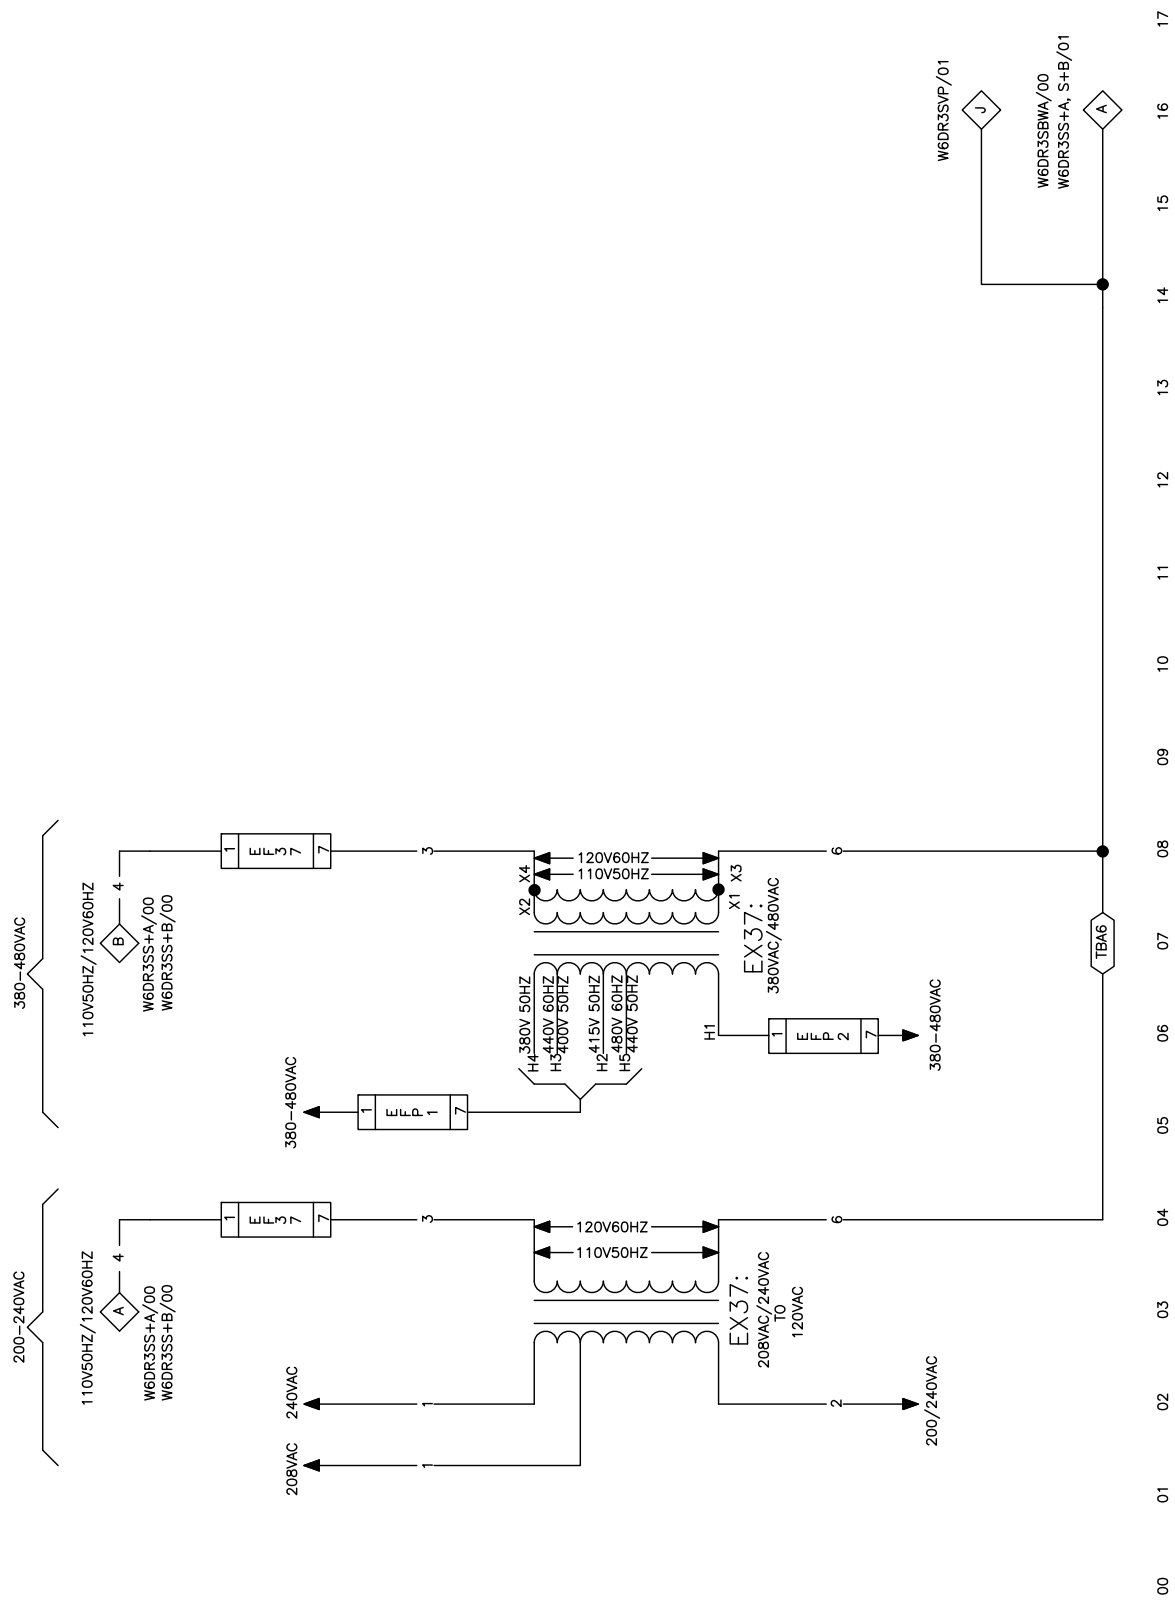 200-240VAC
110V50HZ/120V60HZ
A
4
W6DR3SS+A/00
W6DR3SS+B/00
208VAC
240VAC
1
1
1
EF37
7
3
120V60HZ
110V50HZ
EX37:
208VAC/240VAC
TO
120VAC
2
6
200/240VAC
380-480VAC
110V50HZ/120V60HZ
B
4
W6DR3SS+A/00
W6DR3SS+B/00
380-480VAC
1
EFP1
7
1
EF37
7
3
H4
380V 50HZ
440V 60HZ
H3
400V 50HZ
H2
415V 50HZ
480V 60HZ
H5
440V 50HZ
H1
X2
X4
120V60HZ
110V50HZ
X1
X3
EX37:
380VAC/480VAC
1
EFP2
7
380-480VAC
6
TBA6
W6DR3SVP/01
J
W6DR3SBWA/00
W6DR3SS+A, S+B/01
A
00
01
02
03
04
05
06
07
08
09
10
11
12
13
14
15
16
17